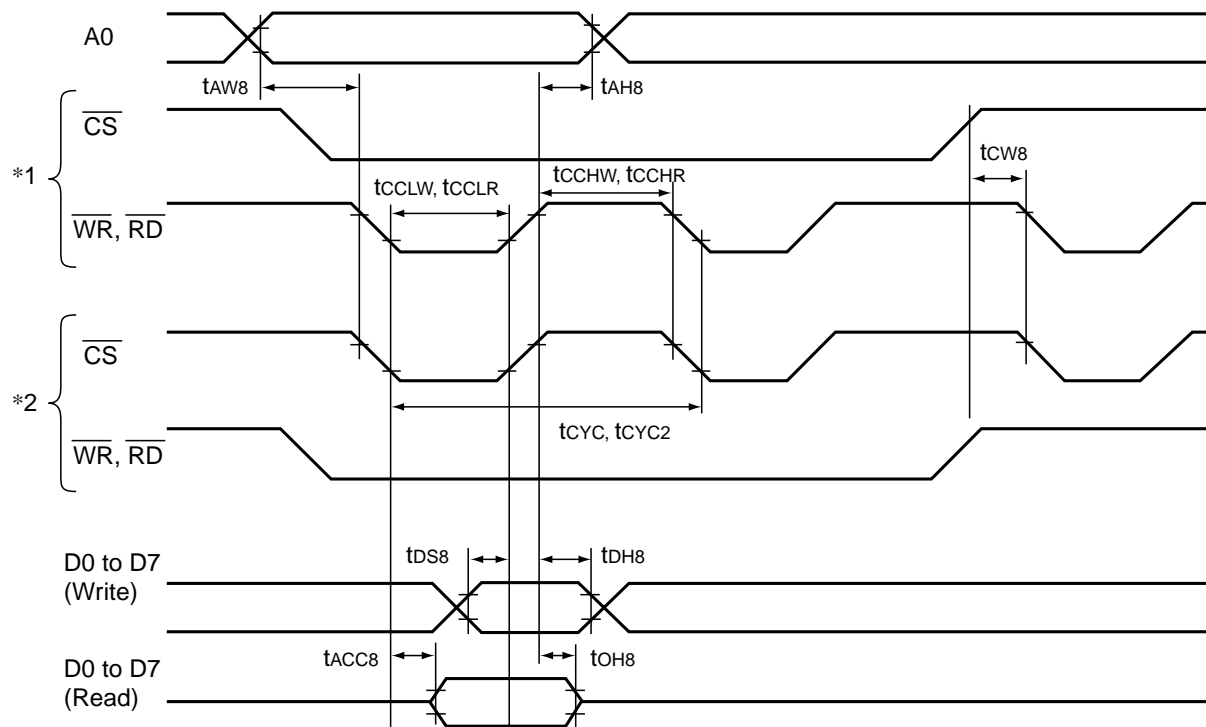 A0
tAW8
tAH8
*1
CS
tCW8
tCCLW, tCCLR
tCCHW, tCCHR
WR, RD
*2
CS
tCYC, tCYC2
WR, RD
D0 to D7
(Write)
tDS8
tDH8
D0 to D7
(Read)
tACC8
tOH8